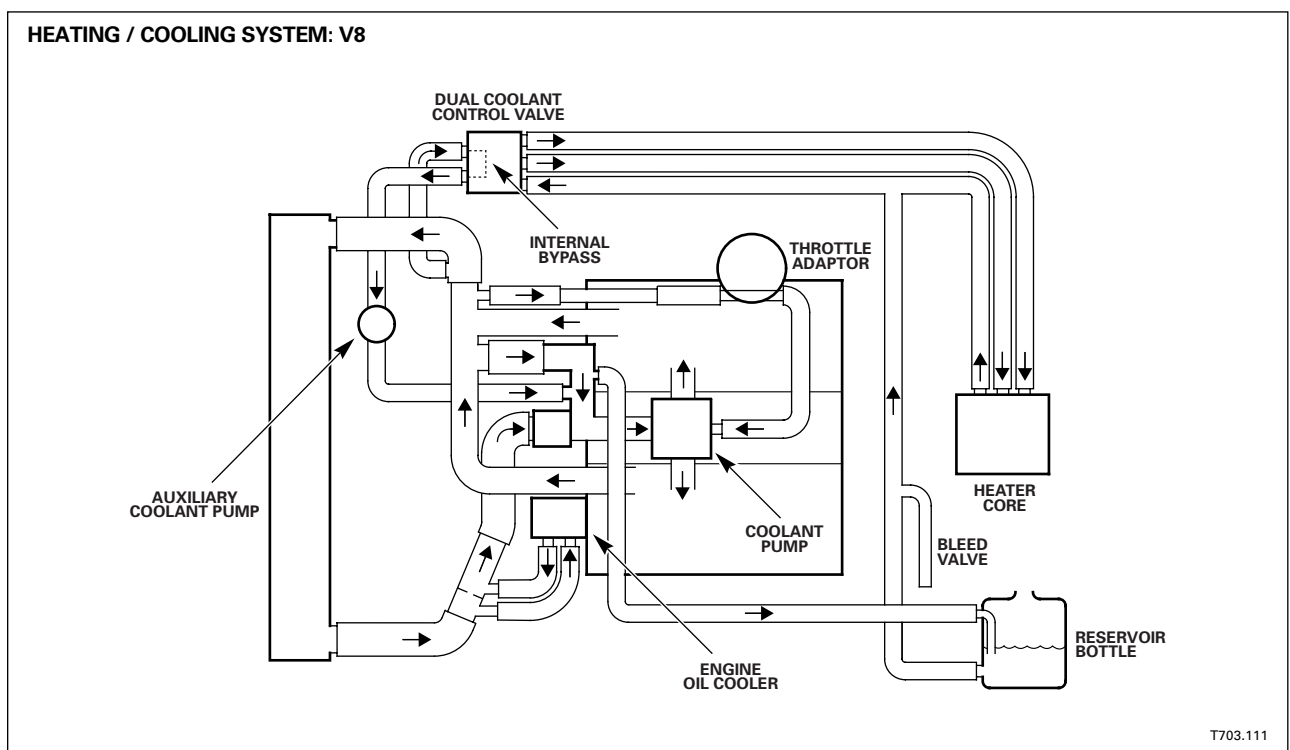 HEATING / COOLING SYSTEM: V8
DUAL COOLANT
CONTROL VALVE
INTERNAL
BYPASS
THROTTLE
ADAPTOR
AUXILIARY
COOLANT PUMP
COOLANT
PUMP
HEATER
CORE
BLEED
VALVE
RESERVOIR
BOTTLE
ENGINE
OIL COOLER
T703.111